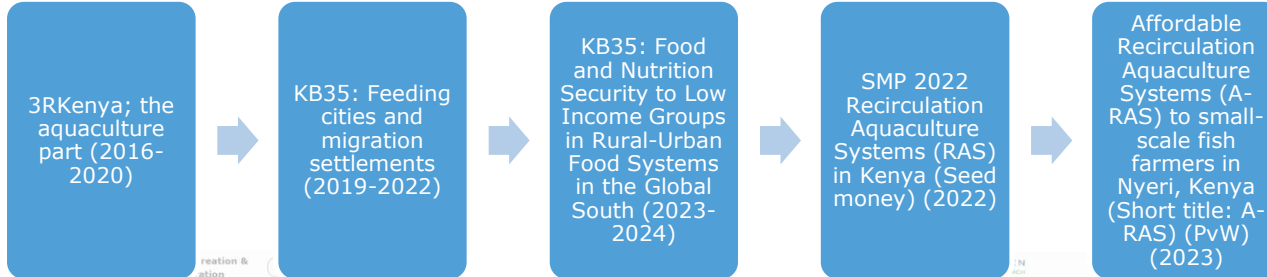 3RKenya; the
aquaculture
part (2016-
2020)
KB35: Feeding
cities and
migration
settlements
(2019-2022)
KB35: Food
and Nutrition
Security to Low
Income Groups
in Rural-Urban
Food Systems
in the Global
South (2023-
2024)
SMP 2022
Recirculation
Aquaculture
Systems (RAS)
in Kenya (Seed
money) (2022)
Affordable
Recirculation
Aquaculture
Systems (A-
RAS) to small-
scale fish
farmers in
Nyeri, Kenya
(Short title: A-
RAS) (PvW)
(2023)
reation &
ation